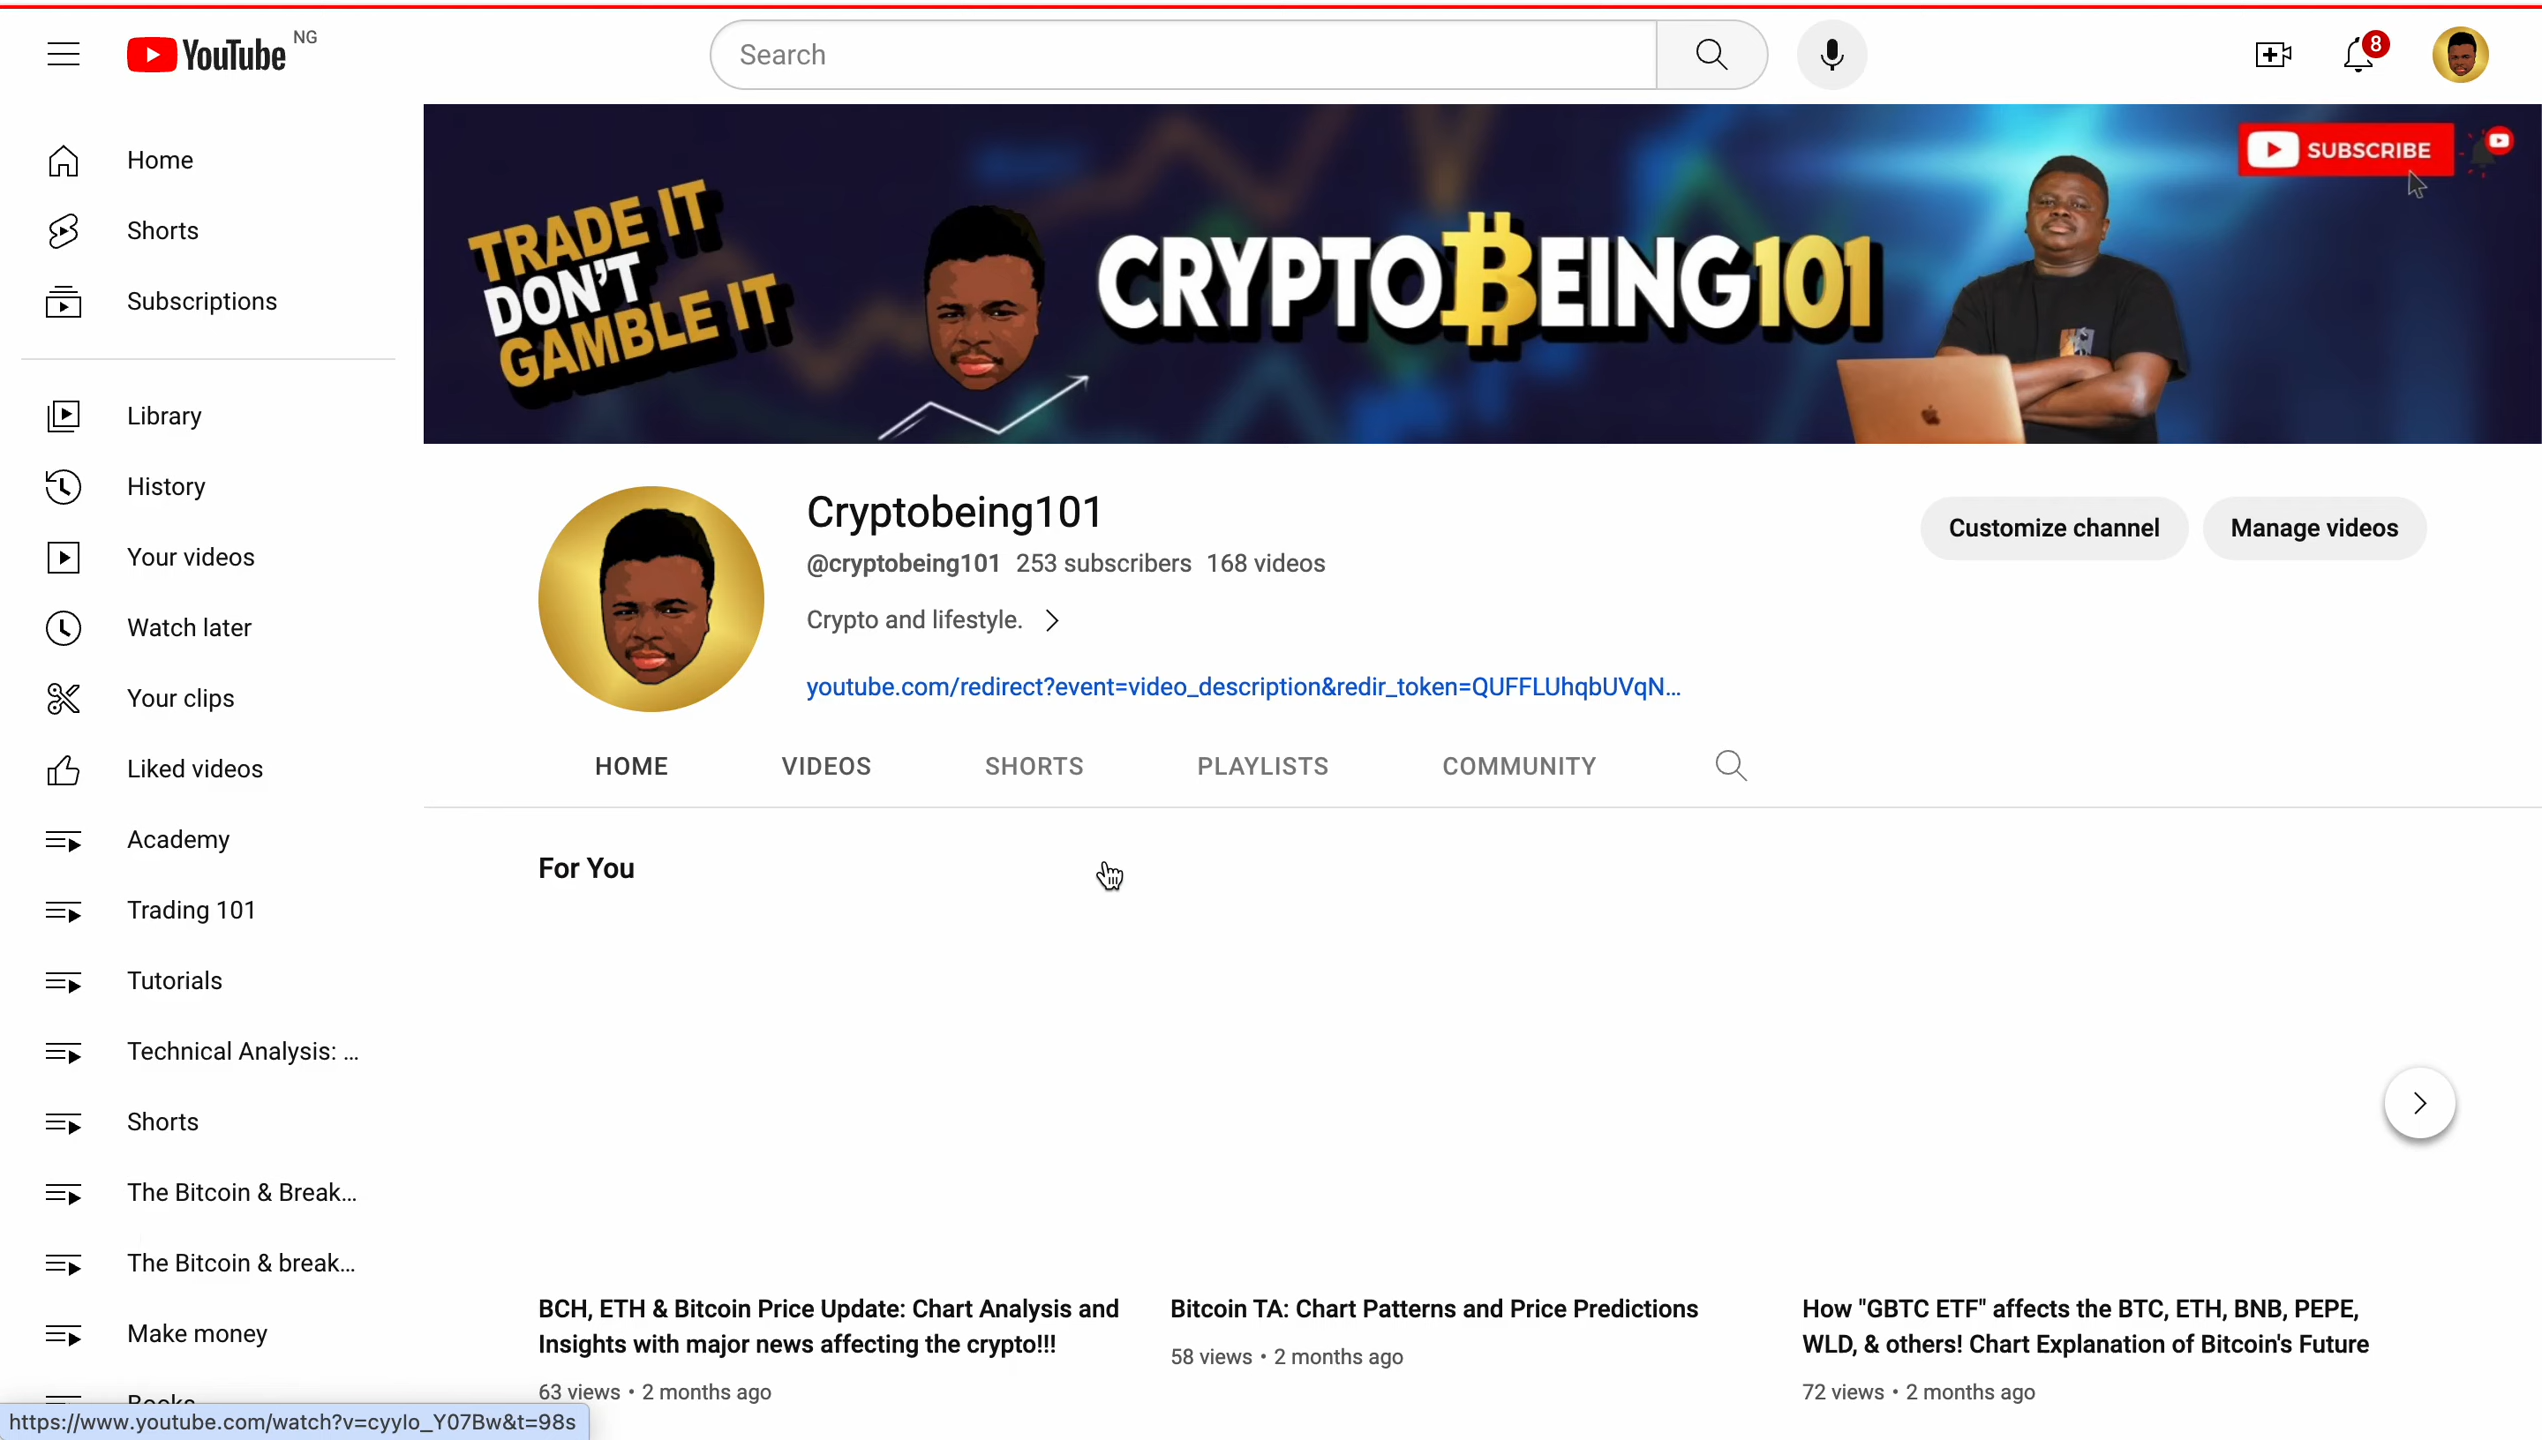 YouTube NG
Search
8
Home
Shorts
Subscriptions
Library
History
Your videos
Watch later
Your clips
Liked videos
Academy
Trading 101
Tutorials
Technical Analysis: ...
Shorts
The Bitcoin & Break...
The Bitcoin & break...
Make money
Books
https://www.youtube.com/watch?v=cyylo_Y07Bw&t=98s
TRADE IT
DON'T
GAMBLE IT
CRYPTOBEING101
SUBSCRIBE
Cryptobeing101
@cryptobeing101 253 subscribers 168 videos
Crypto and lifestyle.
youtube.com/redirect?event=video_description&redir_token=QUFFLUhqbUVqN...
Customize channel
Manage videos
HOME VIDEOS SHORTS PLAYLISTS COMMUNITY
For You
BCH, ETH & Bitcoin Price Update: Chart Analysis and
Insights with major news affecting the crypto!!!
63 views • 2 months ago
Bitcoin TA: Chart Patterns and Price Predictions
58 views • 2 months ago
How "GBTC ETF" affects the BTC, ETH, BNB, PEPE,
WLD, & others! Chart Explanation of Bitcoin's Future
72 views • 2 months ago